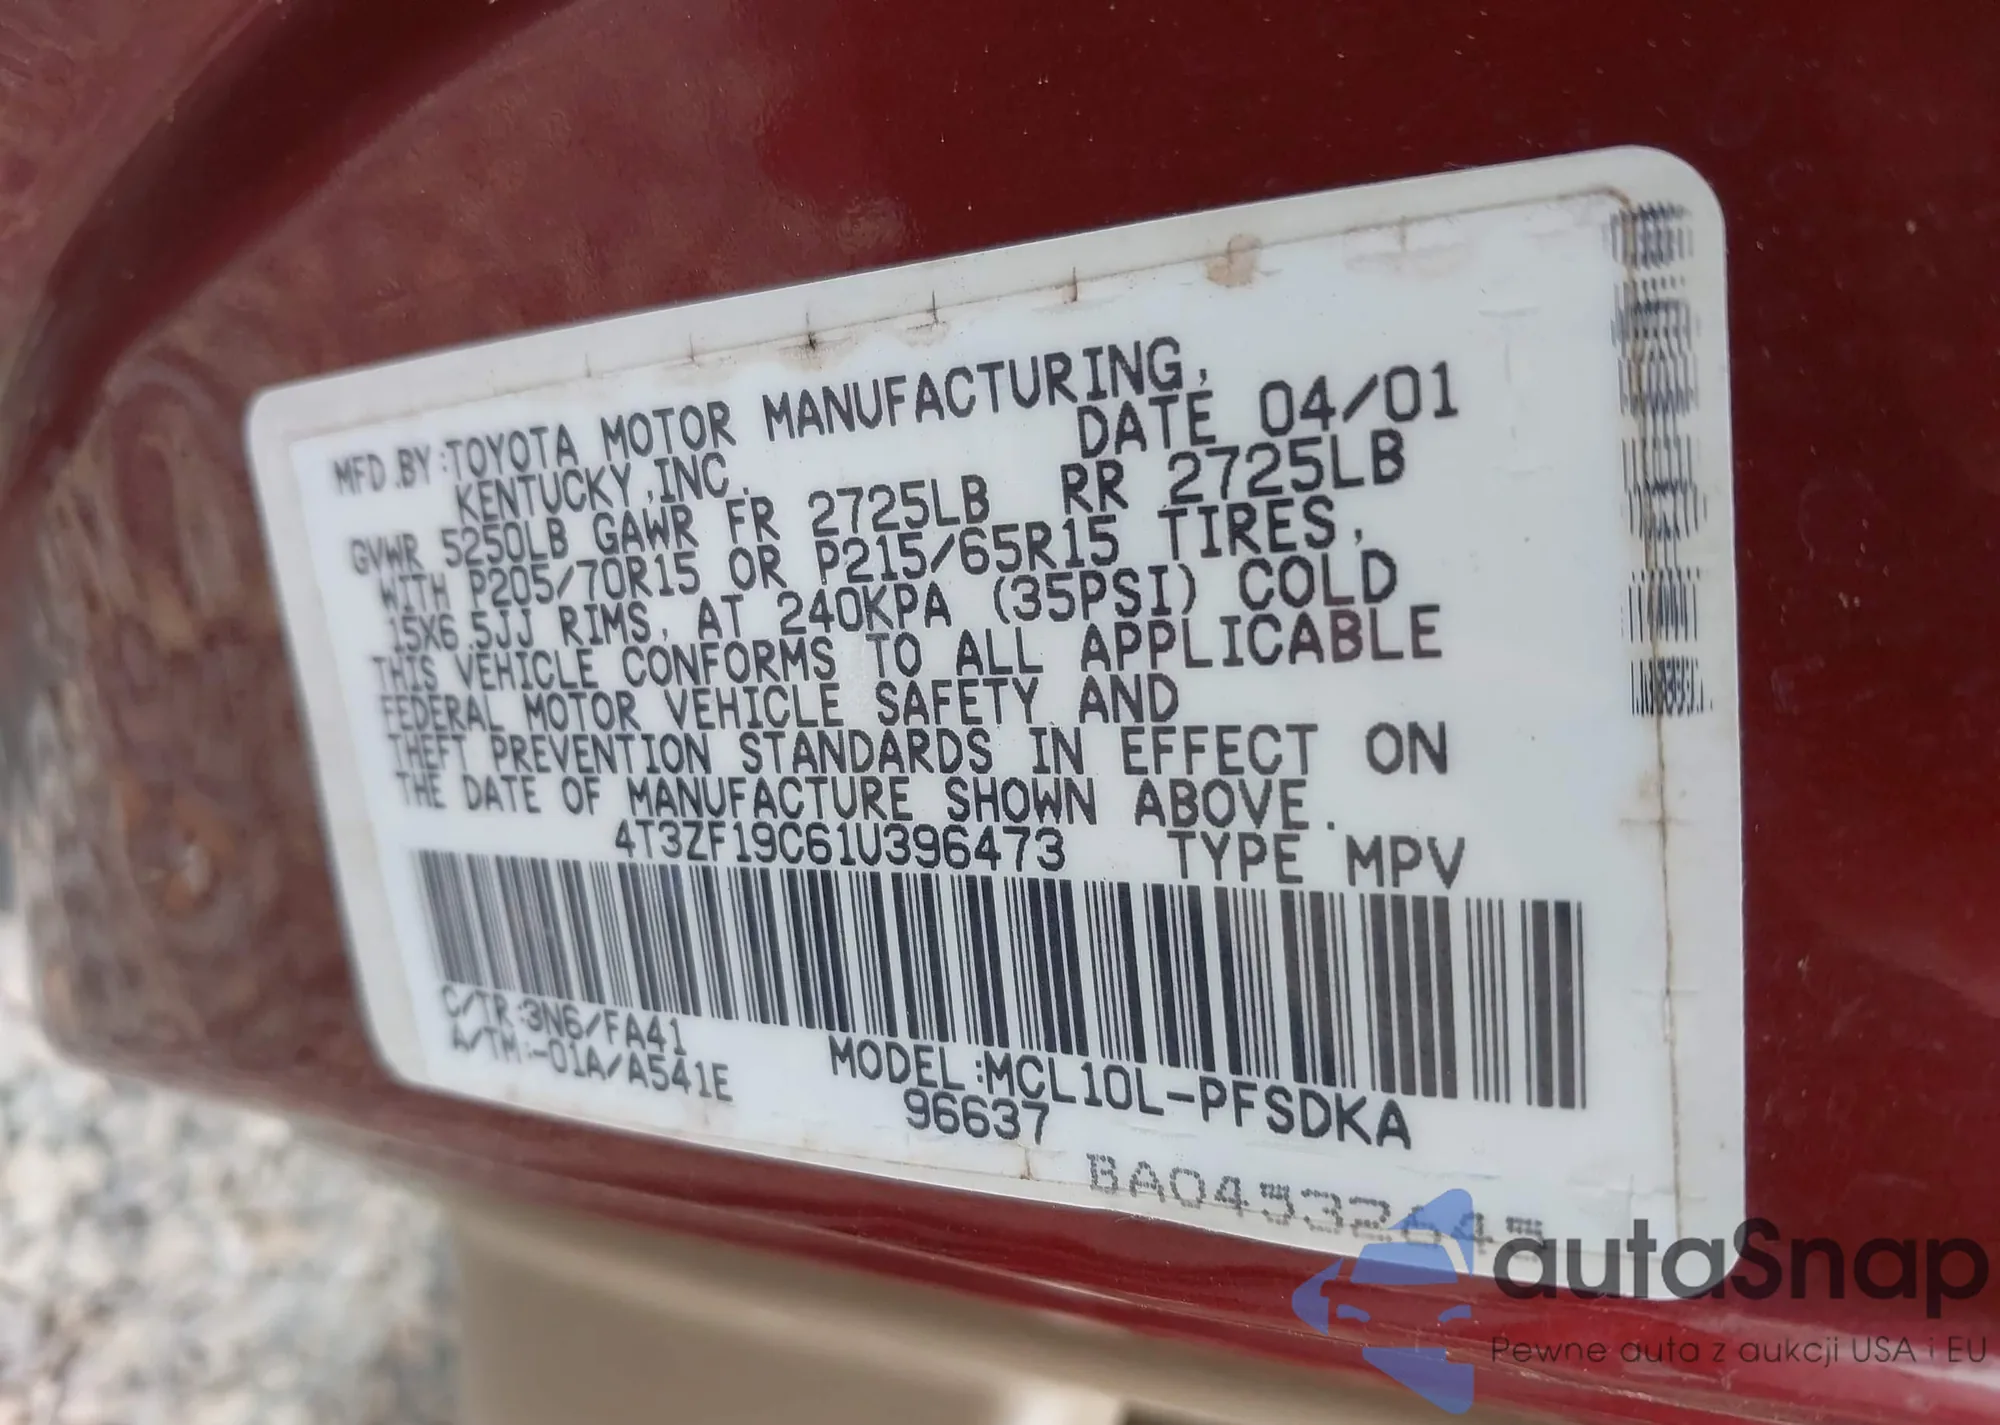 MFD.BY:TOYOTA MOTOR MANUFACTURING,
KENTUCKY,INC. DATE 04/01
GVWR 5250LB GAWR FR 2725LB RR 2725LB
WITH P205/70R15 OR P215/65R15 TIRES,
15X6.5JJ RIMS, AT 240KPA (35PSI) COLD
THIS VEHICLE CONFORMS TO ALL APPLICABLE
FEDERAL MOTOR VEHICLE SAFETY AND
THEFT PREVENTION STANDARDS IN EFFECT ON
THE DATE OF MANUFACTURE SHOWN ABOVE.
4T3ZF19C61U396473 TYPE MPV
C/TR:3N6/FA41
A/TM:-01A/A541E
MODEL:MCL10L-PFSDKA
96637
autaSnap
Pewne auta z aukcji USA i EU